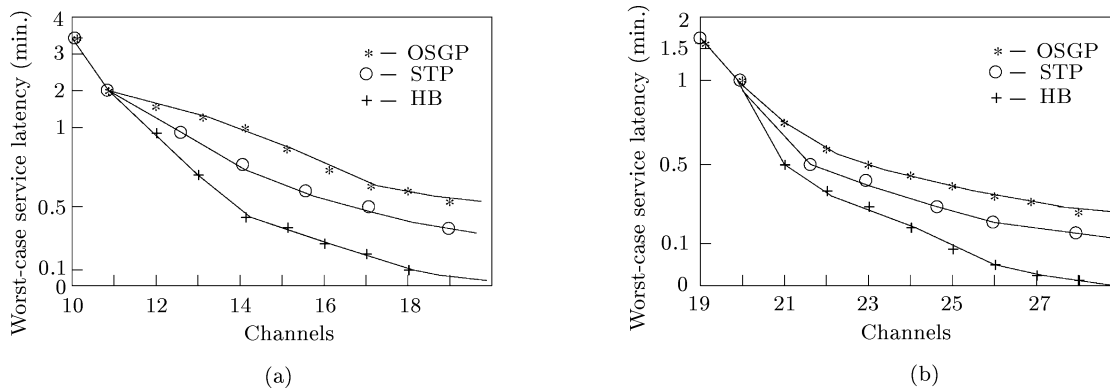 Worst-case service latency (min.)
4
3
2
1
0.5
0.1
0
* — OSGP
○ — STP
+ — HB
10 12 14 16 18
Channels
(a)
Worst-case service latency (min.)
2
1.5
1
0.5
0.1
0
* — OSGP
○ — STP
+ — HB
19 21 23 25 27
Channels
(b)